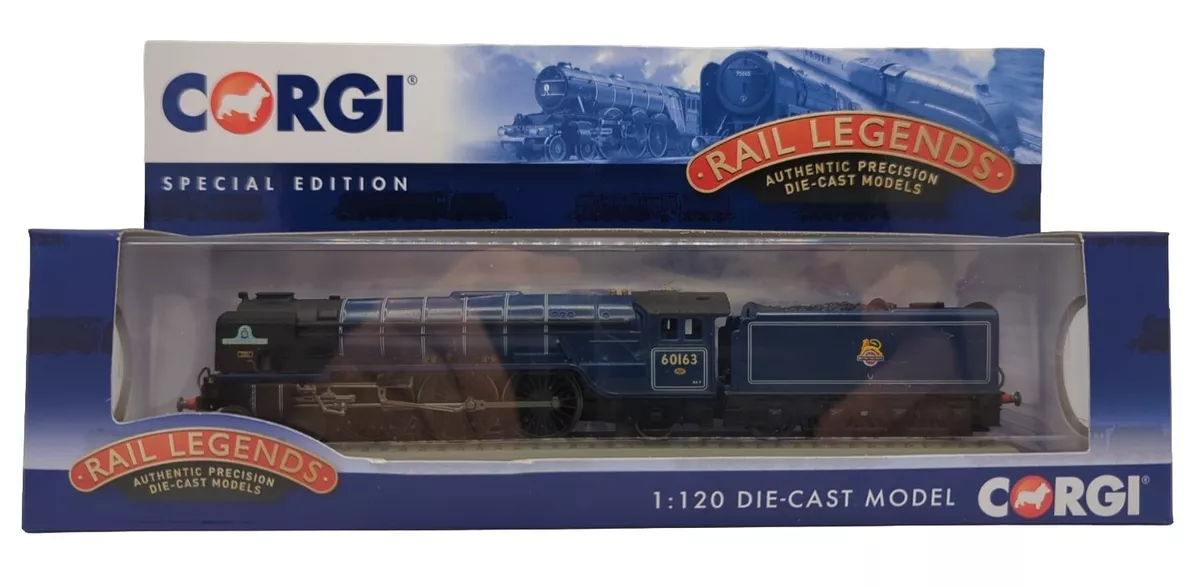 CORGI®
SPECIAL EDITION
RAIL LEGENDS
AUTHENTIC PRECISION
DIE-CAST MODELS
60163
RAIL LEGENDS
AUTHENTIC PRECISION
DIE-CAST MODELS
1:120 DIE-CAST MODEL
CORGI®